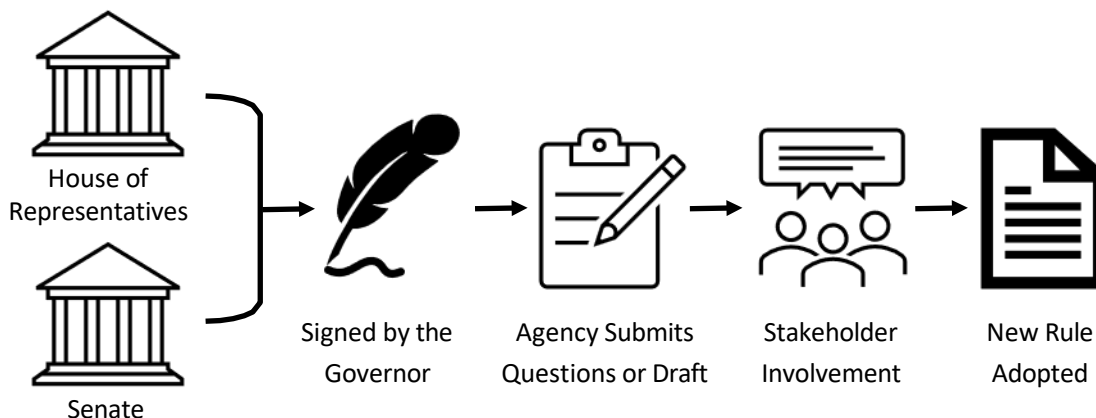 House of
Representatives
Senate
Signed by the
Governor
Agency Submits
Questions or Draft
Stakeholder
Involvement
New Rule
Adopted